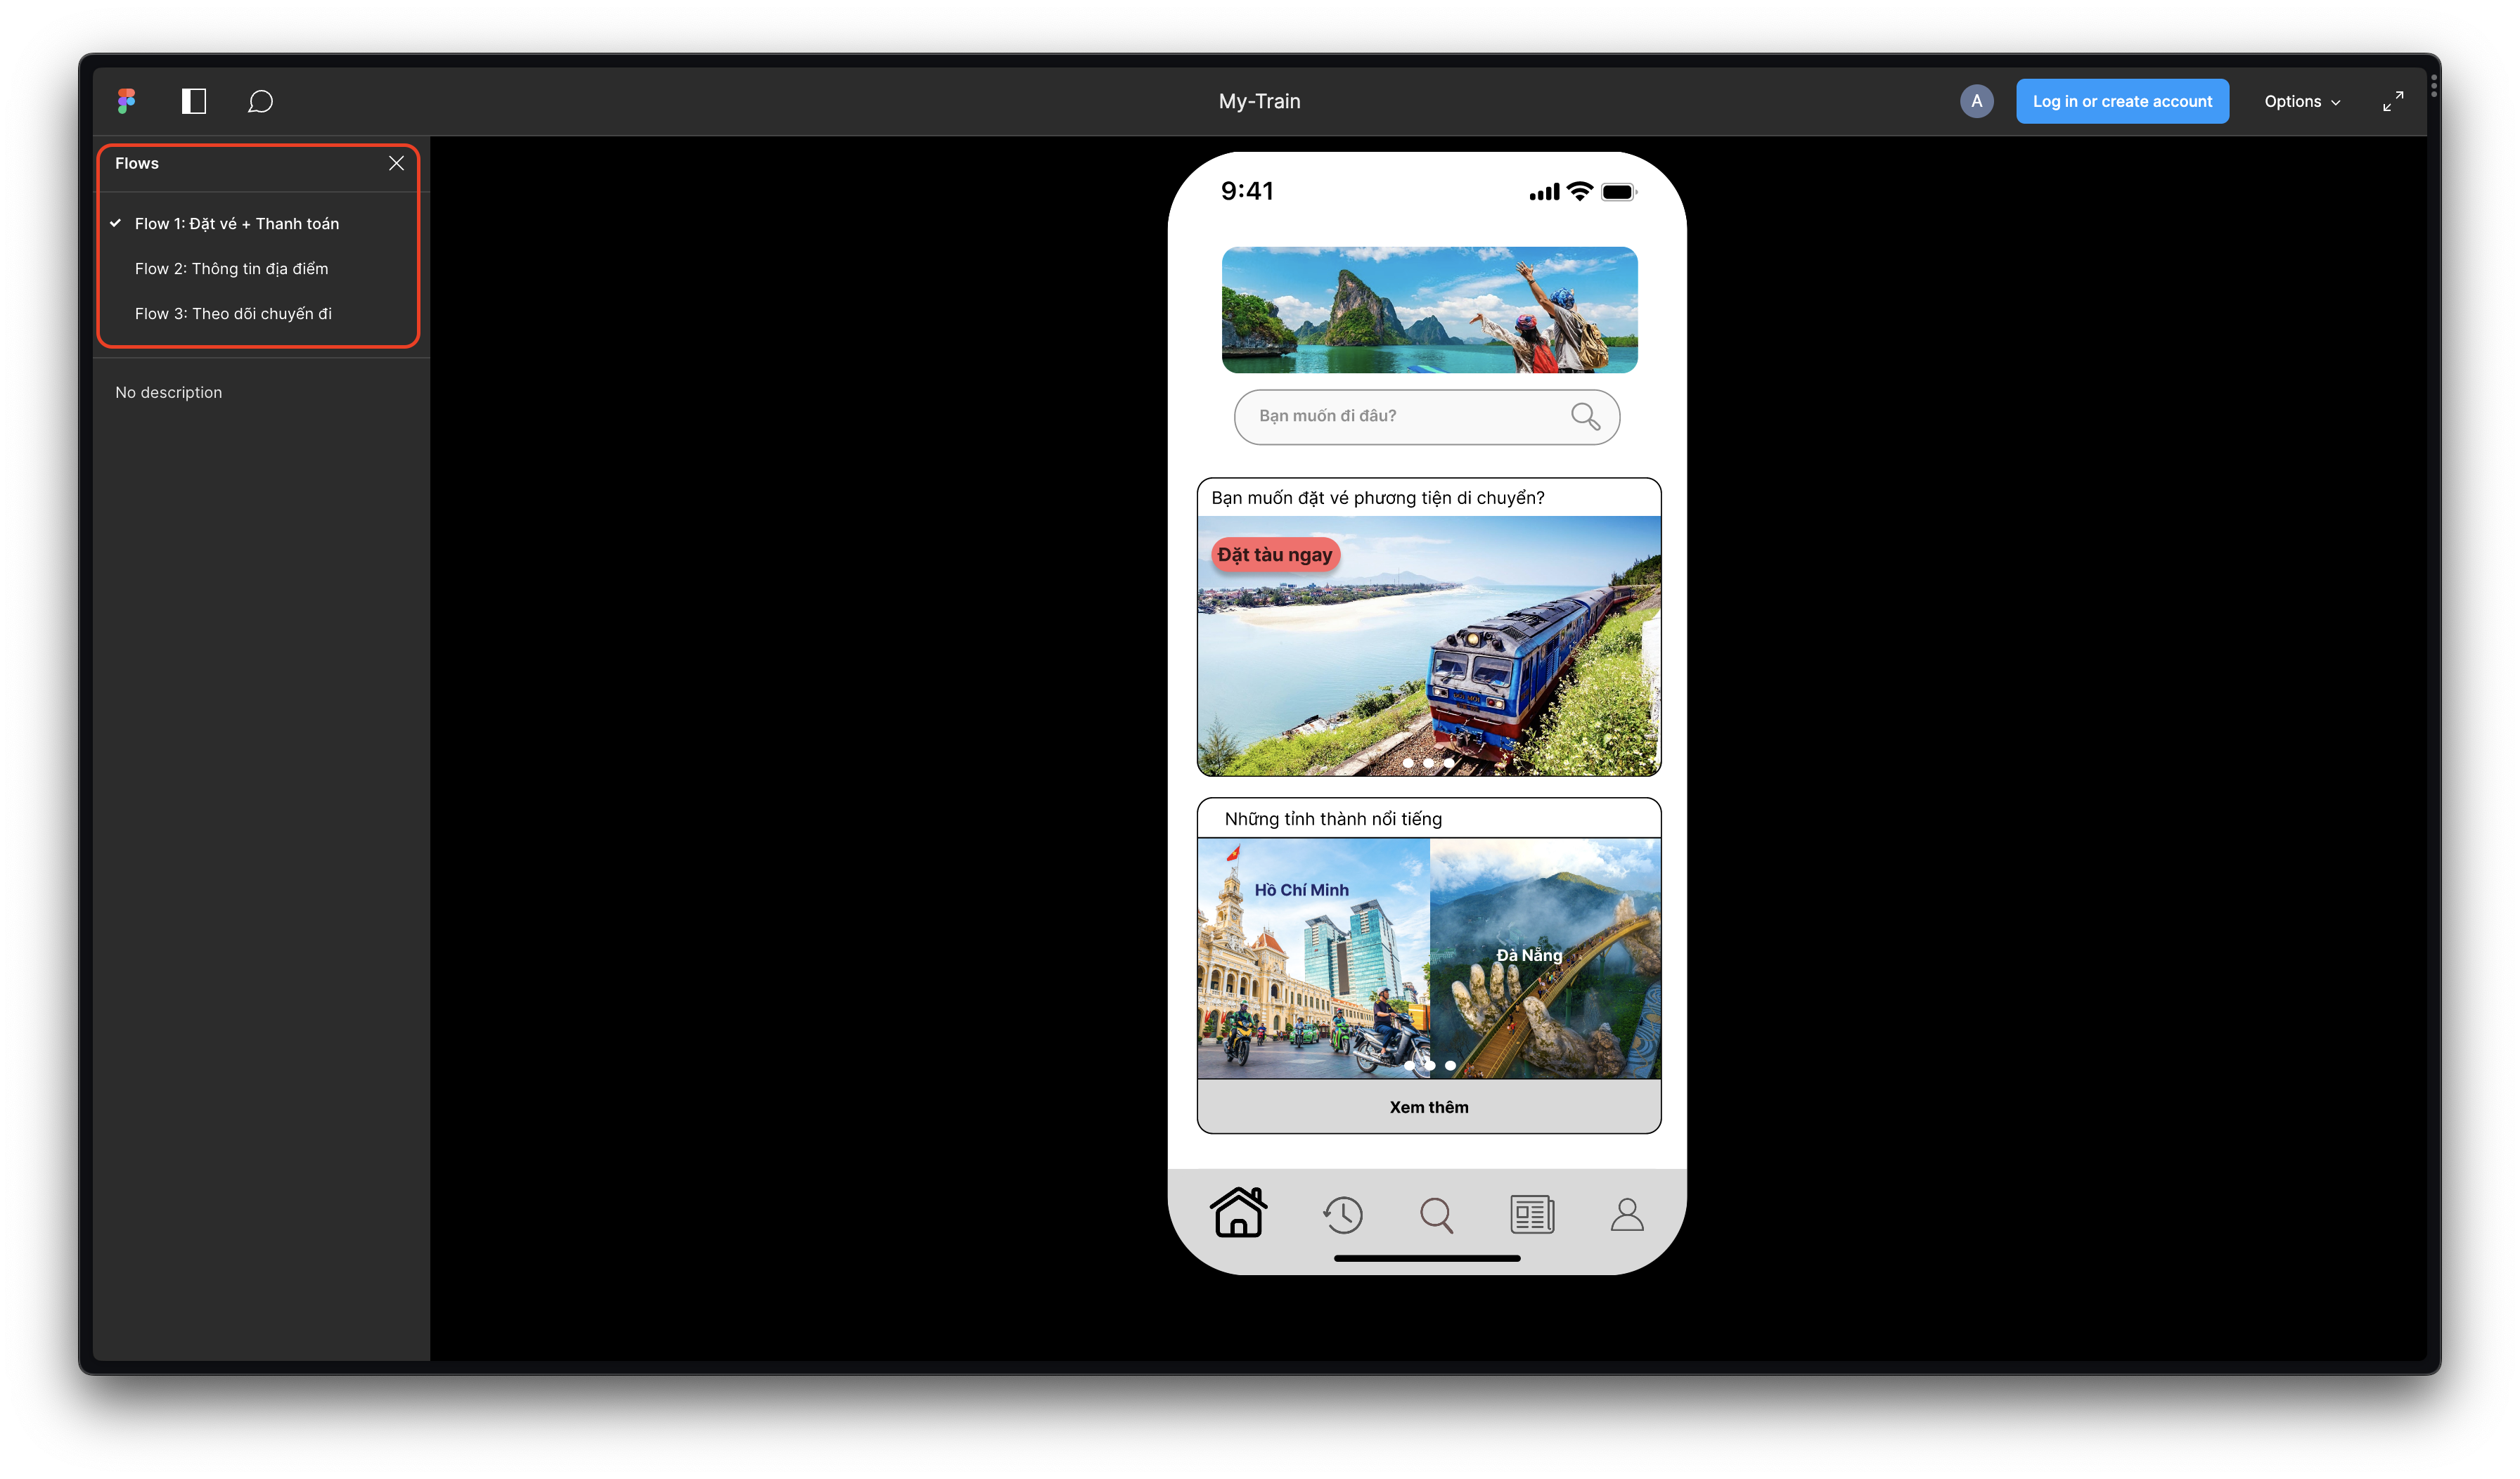 My-Train
A
Log in or create account
Options
Flows
Flow 1: Đặt vé + Thanh toán
Flow 2: Thông tin địa điểm
Flow 3: Theo dõi chuyến đi
No description
9:41
Bạn muốn đi đâu?
Bạn muốn đặt vé phương tiện di chuyển?
Đặt tàu ngay
Những tỉnh thành nổi tiếng
Hồ Chí Minh
Đà Nẵng
Xem thêm